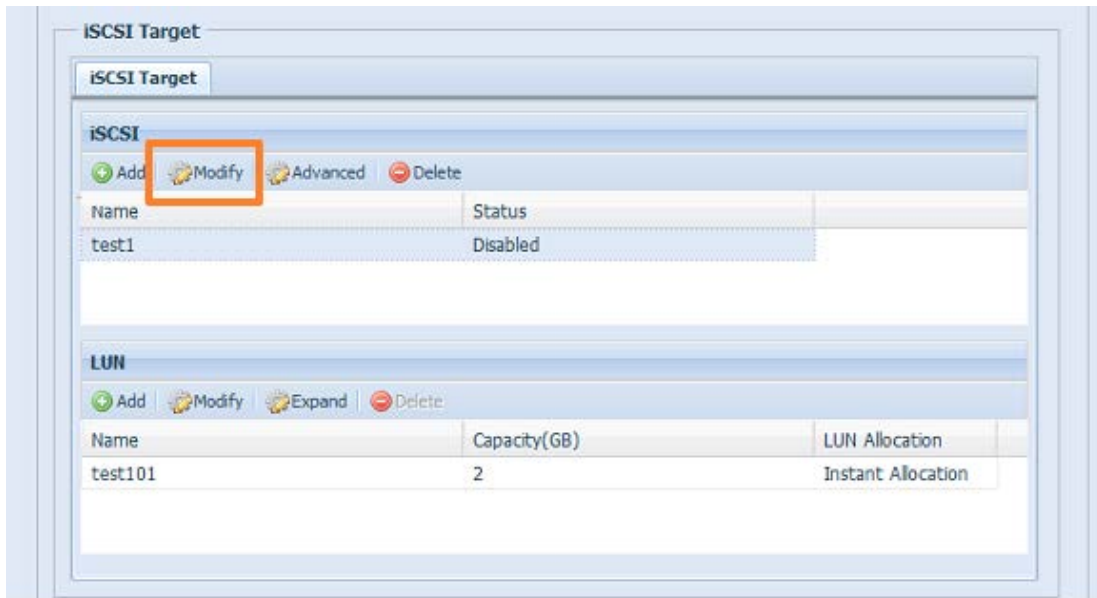 iSCSI Target
iSCSI Target
iSCSI
Add Modify Advanced Delete
Name Status
test1 Disabled
LUN
Add Modify Expand Delete
Name Capacity(GB) LUN Allocation
test101 2 Instant Allocation